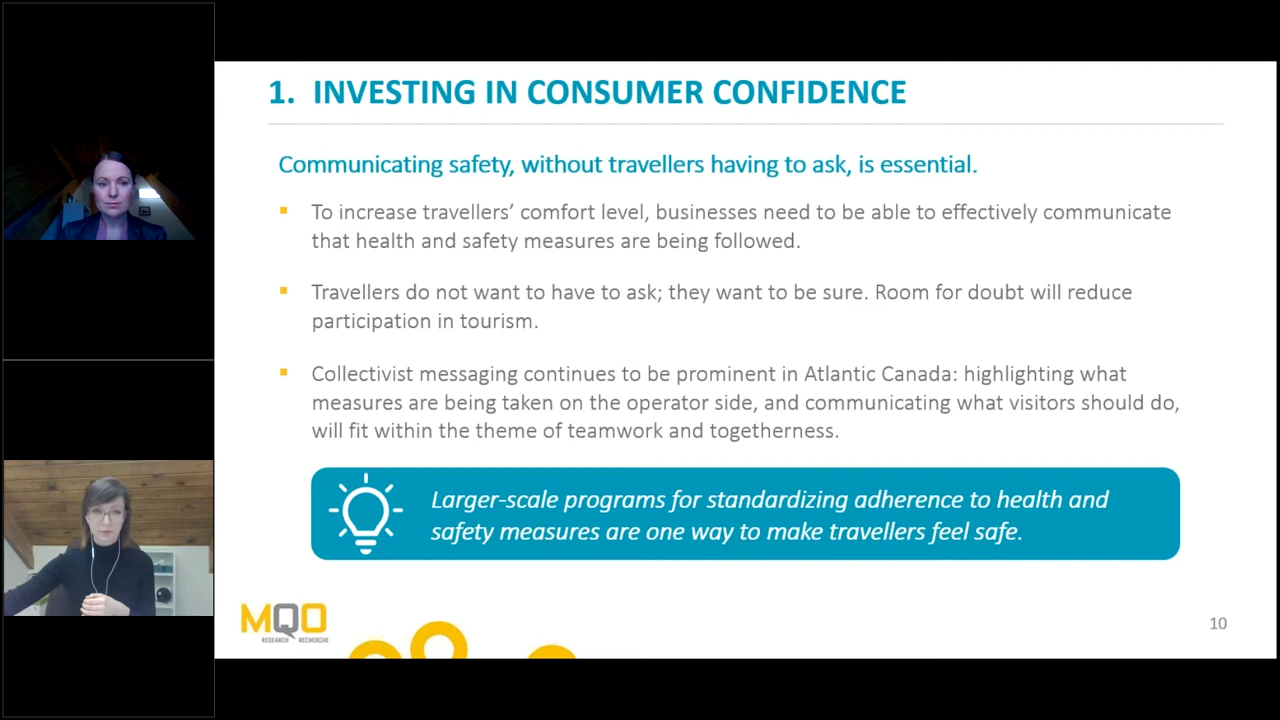 1. INVESTING IN CONSUMER CONFIDENCE
Communicating safety, without travellers having to ask, is essential.
▪ To increase travellers’ comfort level, businesses need to be able to effectively communicate
that health and safety measures are being followed.
▪ Travellers do not want to have to ask; they want to be sure. Room for doubt will reduce
participation in tourism.
▪ Collectivist messaging continues to be prominent in Atlantic Canada: highlighting what
measures are being taken on the operator side, and communicating what visitors should do,
will fit within the theme of teamwork and togetherness.
Larger-scale programs for standardizing adherence to health and
safety measures are one way to make travellers feel safe.
MQO
RESEARCH RECHERCHE
10